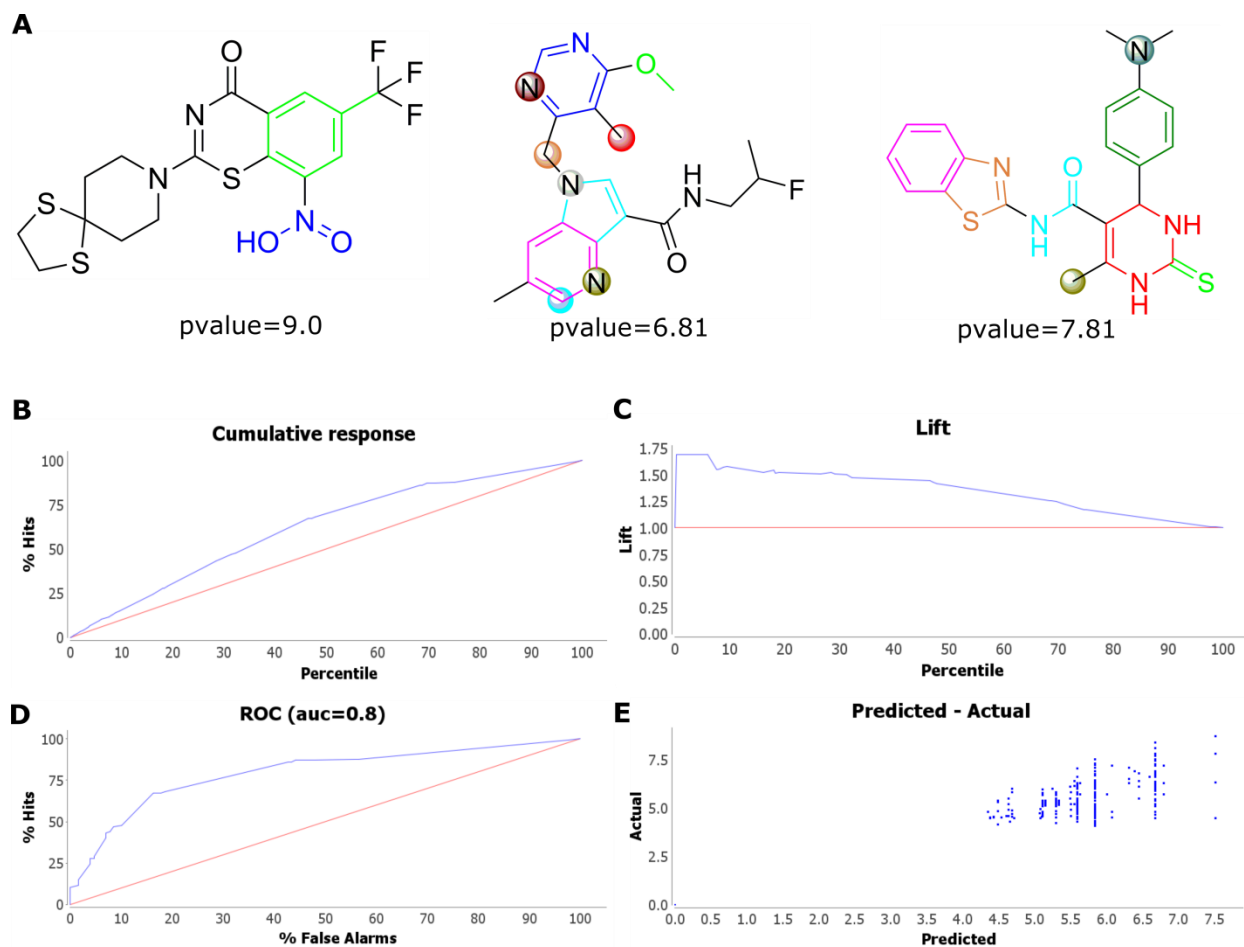 A
O
F
F
F
N
N
S
S
S
N
HO
O
pvalue=9.0
N
N
O
N
H
N
F
O
N
pvalue=6.81
N
N
S
O
N
H
NH
N
H
S
pvalue=7.81
B
Cumulative response
% Hits
100
75
50
25
0
0 10 20 30 40 50 60 70 80 90 100
Percentile
C
Lift
Lift
1.75
1.50
1.25
1.00
0.75
0.50
0.25
0.00
0 10 20 30 40 50 60 70 80 90 100
Percentile
D
ROC (auc=0.8)
% Hits
100
75
50
25
0
0 10 20 30 40 50 60 70 80 90 100
% False Alarms
E
Predicted - Actual
Actual
7.5
5.0
2.5
0.0
0.0 0.5 1.0 1.5 2.0 2.5 3.0 3.5 4.0 4.5 5.0 5.5 6.0 6.5 7.0 7.5
Predicted